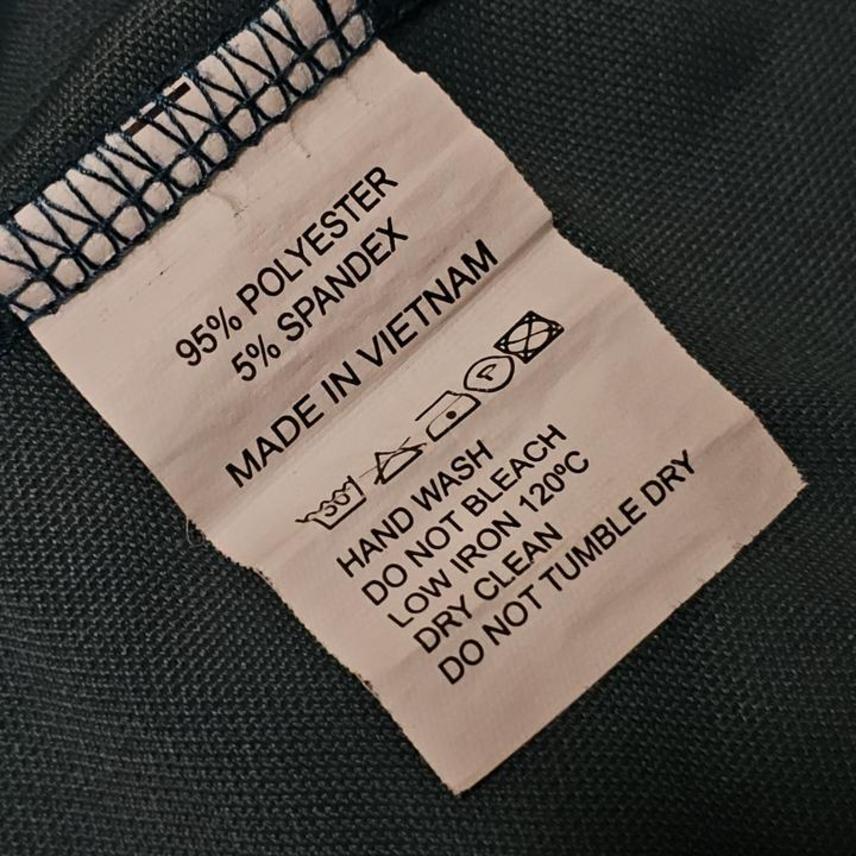 95% POLYESTER
5% SPANDEX
MADE IN VIETNAM
30°
P
HAND WASH
DO NOT BLEACH
LOW IRON 120ºC
DRY CLEAN
DO NOT TUMBLE DRY